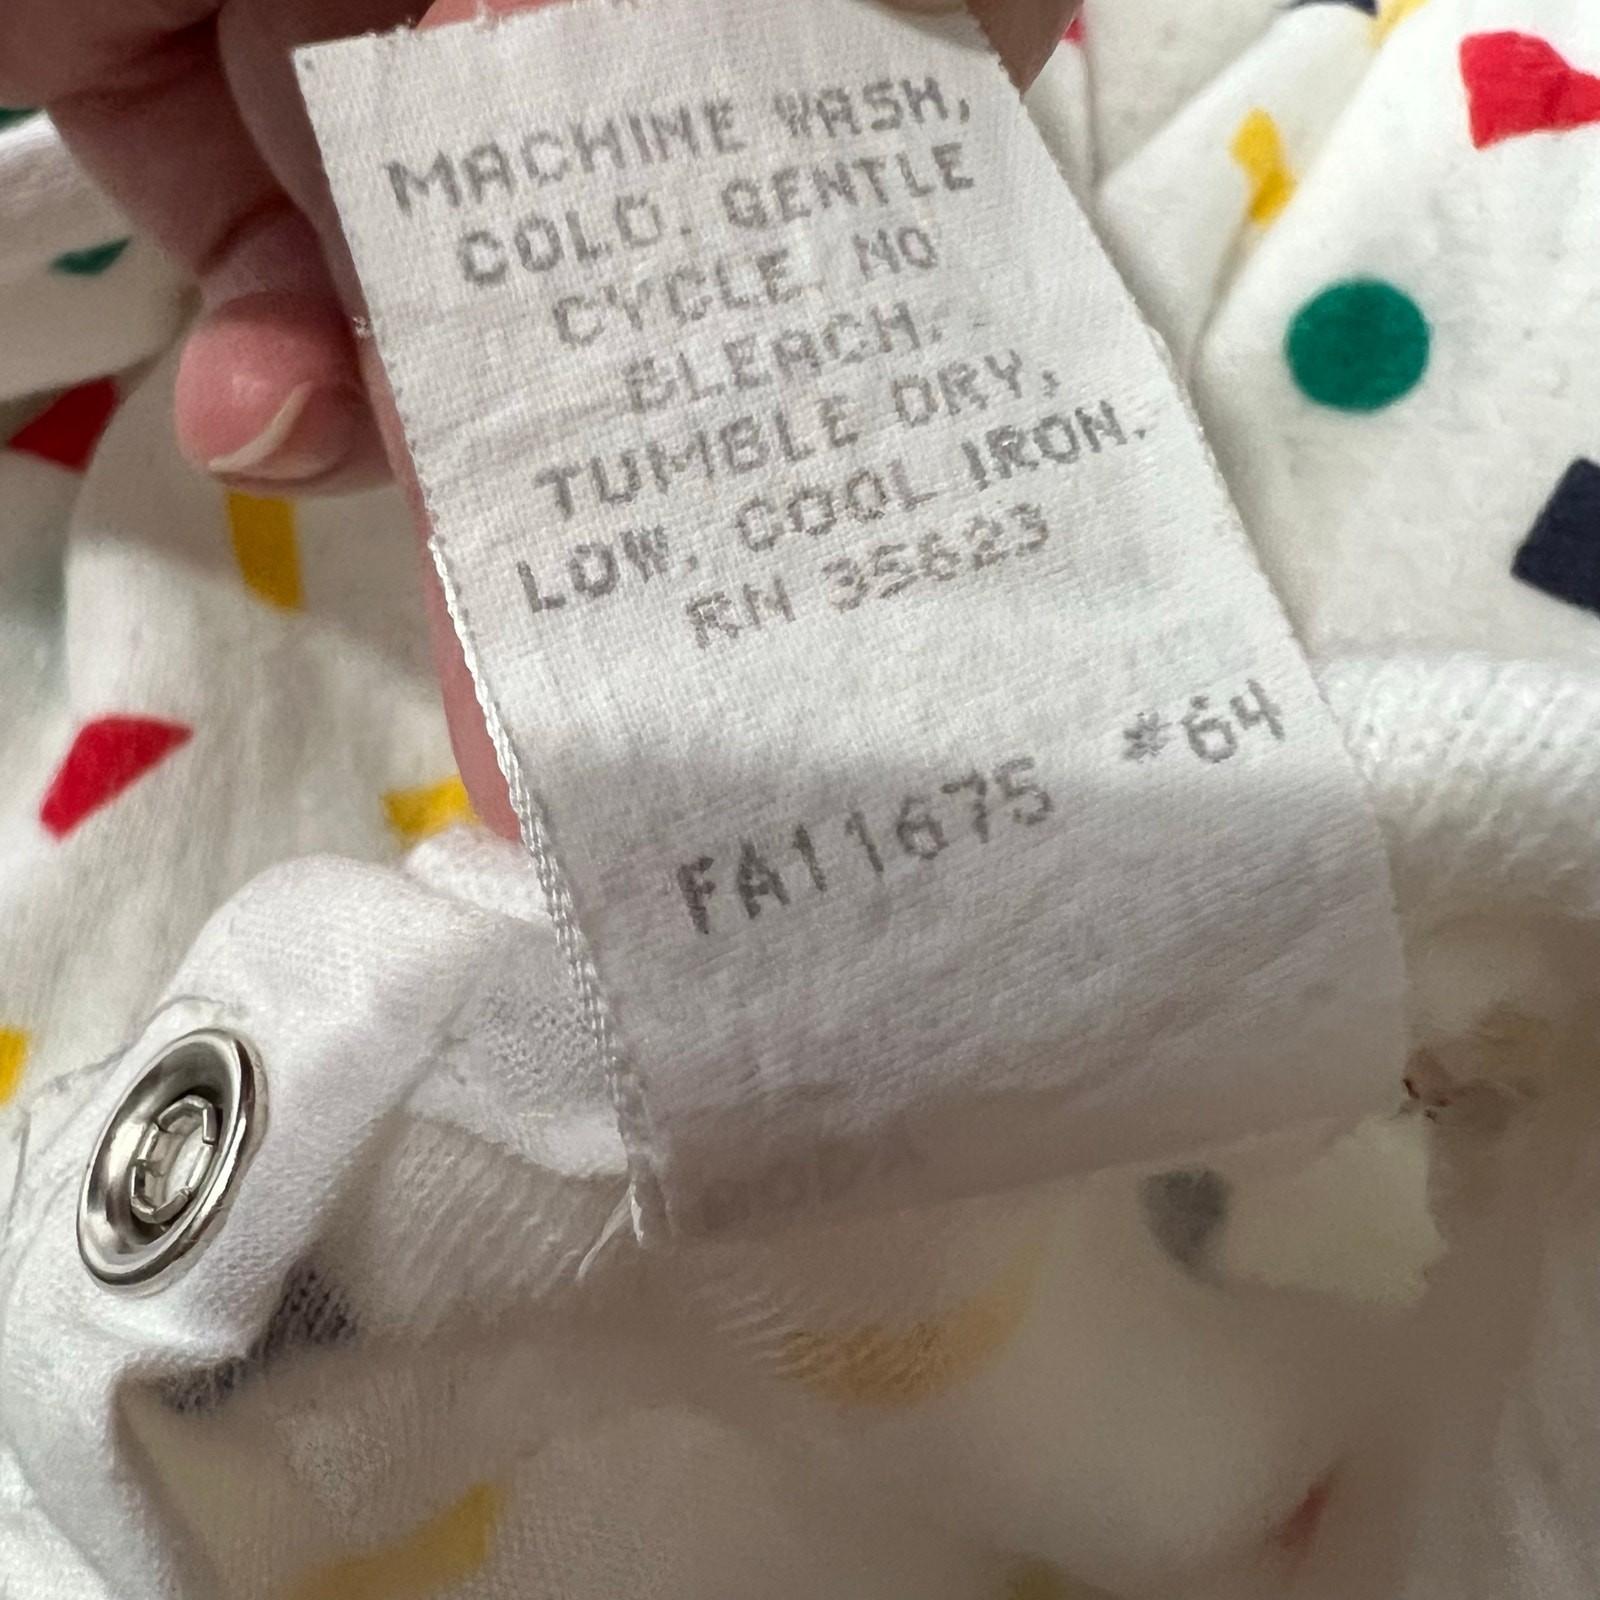 MACHINE WASH,
COLD. GENTLE
CYCLE. NO
BLEACH.
TUMBLE DRY,
LOW. COOL IRON.
RN 35623
*64
FA11675